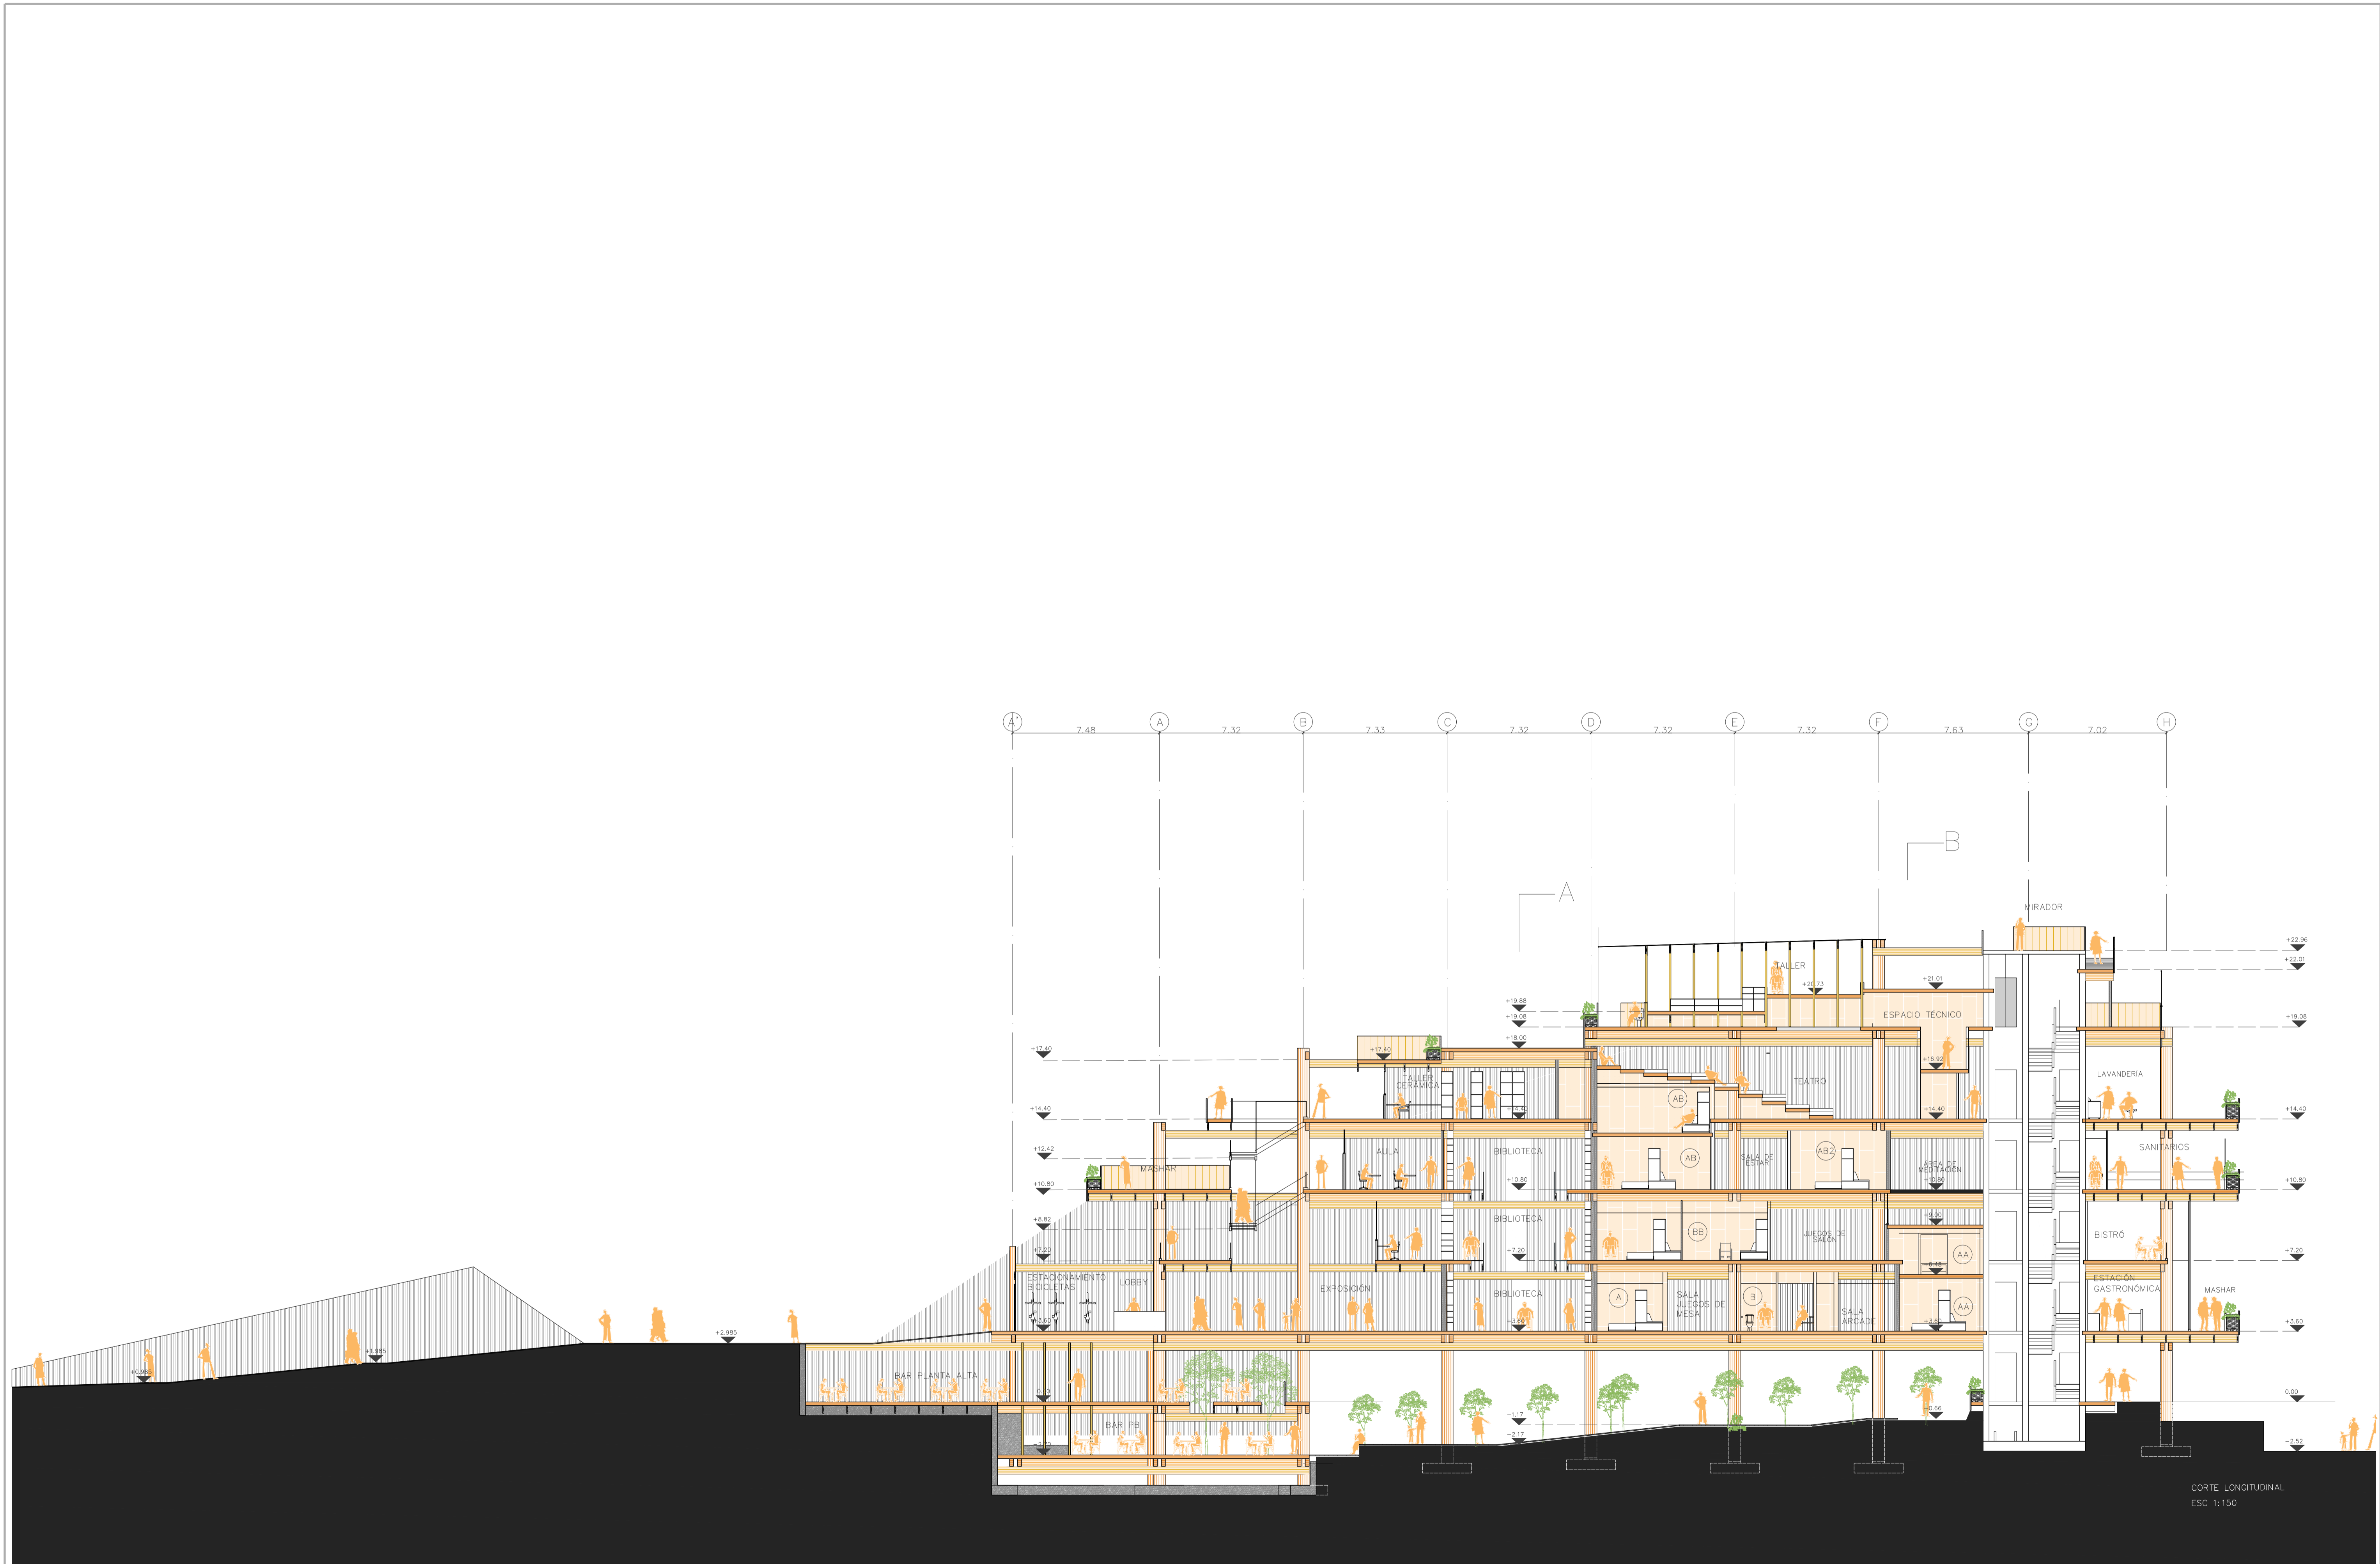 A' A B C D E F G H
7.48 7.32 7.33 7.32 7.32 7.32 7.63 7.02
B
A
MIRADOR
+22.96
+22.01
TALLER
+20.73
+21.01
+19.88
+19.08
ESPACIO TÉCNICO
+19.08
+18.00
+17.40
+17.40
+16.92
TALLER
CERÁMICA
TEATRO
LAVANDERÍA
AB
+14.40
+14.40
+14.40
+14.40
+12.42
AULA
BIBLIOTECA
AB
SALA DE
ESTAR
AB2
ÁREA DE
MEDITACIÓN
SANITARIOS
MASHAR
+10.80
+10.80
+10.80
+10.80
+8.82
BIBLIOTECA
BB
JUEGOS DE
SALÓN
+9.00
BISTRÓ
+7.20
+7.20
AA
+7.20
+6.48
ESTACIONAMIENTO
BICICLETAS
LOBBY
EXPOSICIÓN
BIBLIOTECA
A
SALA
JUEGOS DE
MESA
B
SALA
ARCADE
AA
ESTACIÓN
GASTRONÓMICA
MASHAR
+3.60
+3.60
+3.60
+3.60
+2.985
+1.985
+0.985
BAR PLANTA ALTA
0.00
0.00
BAR PB
-1.17
-0.66
-2.17
-2.52
CORTE LONGITUDINAL
ESC 1:150